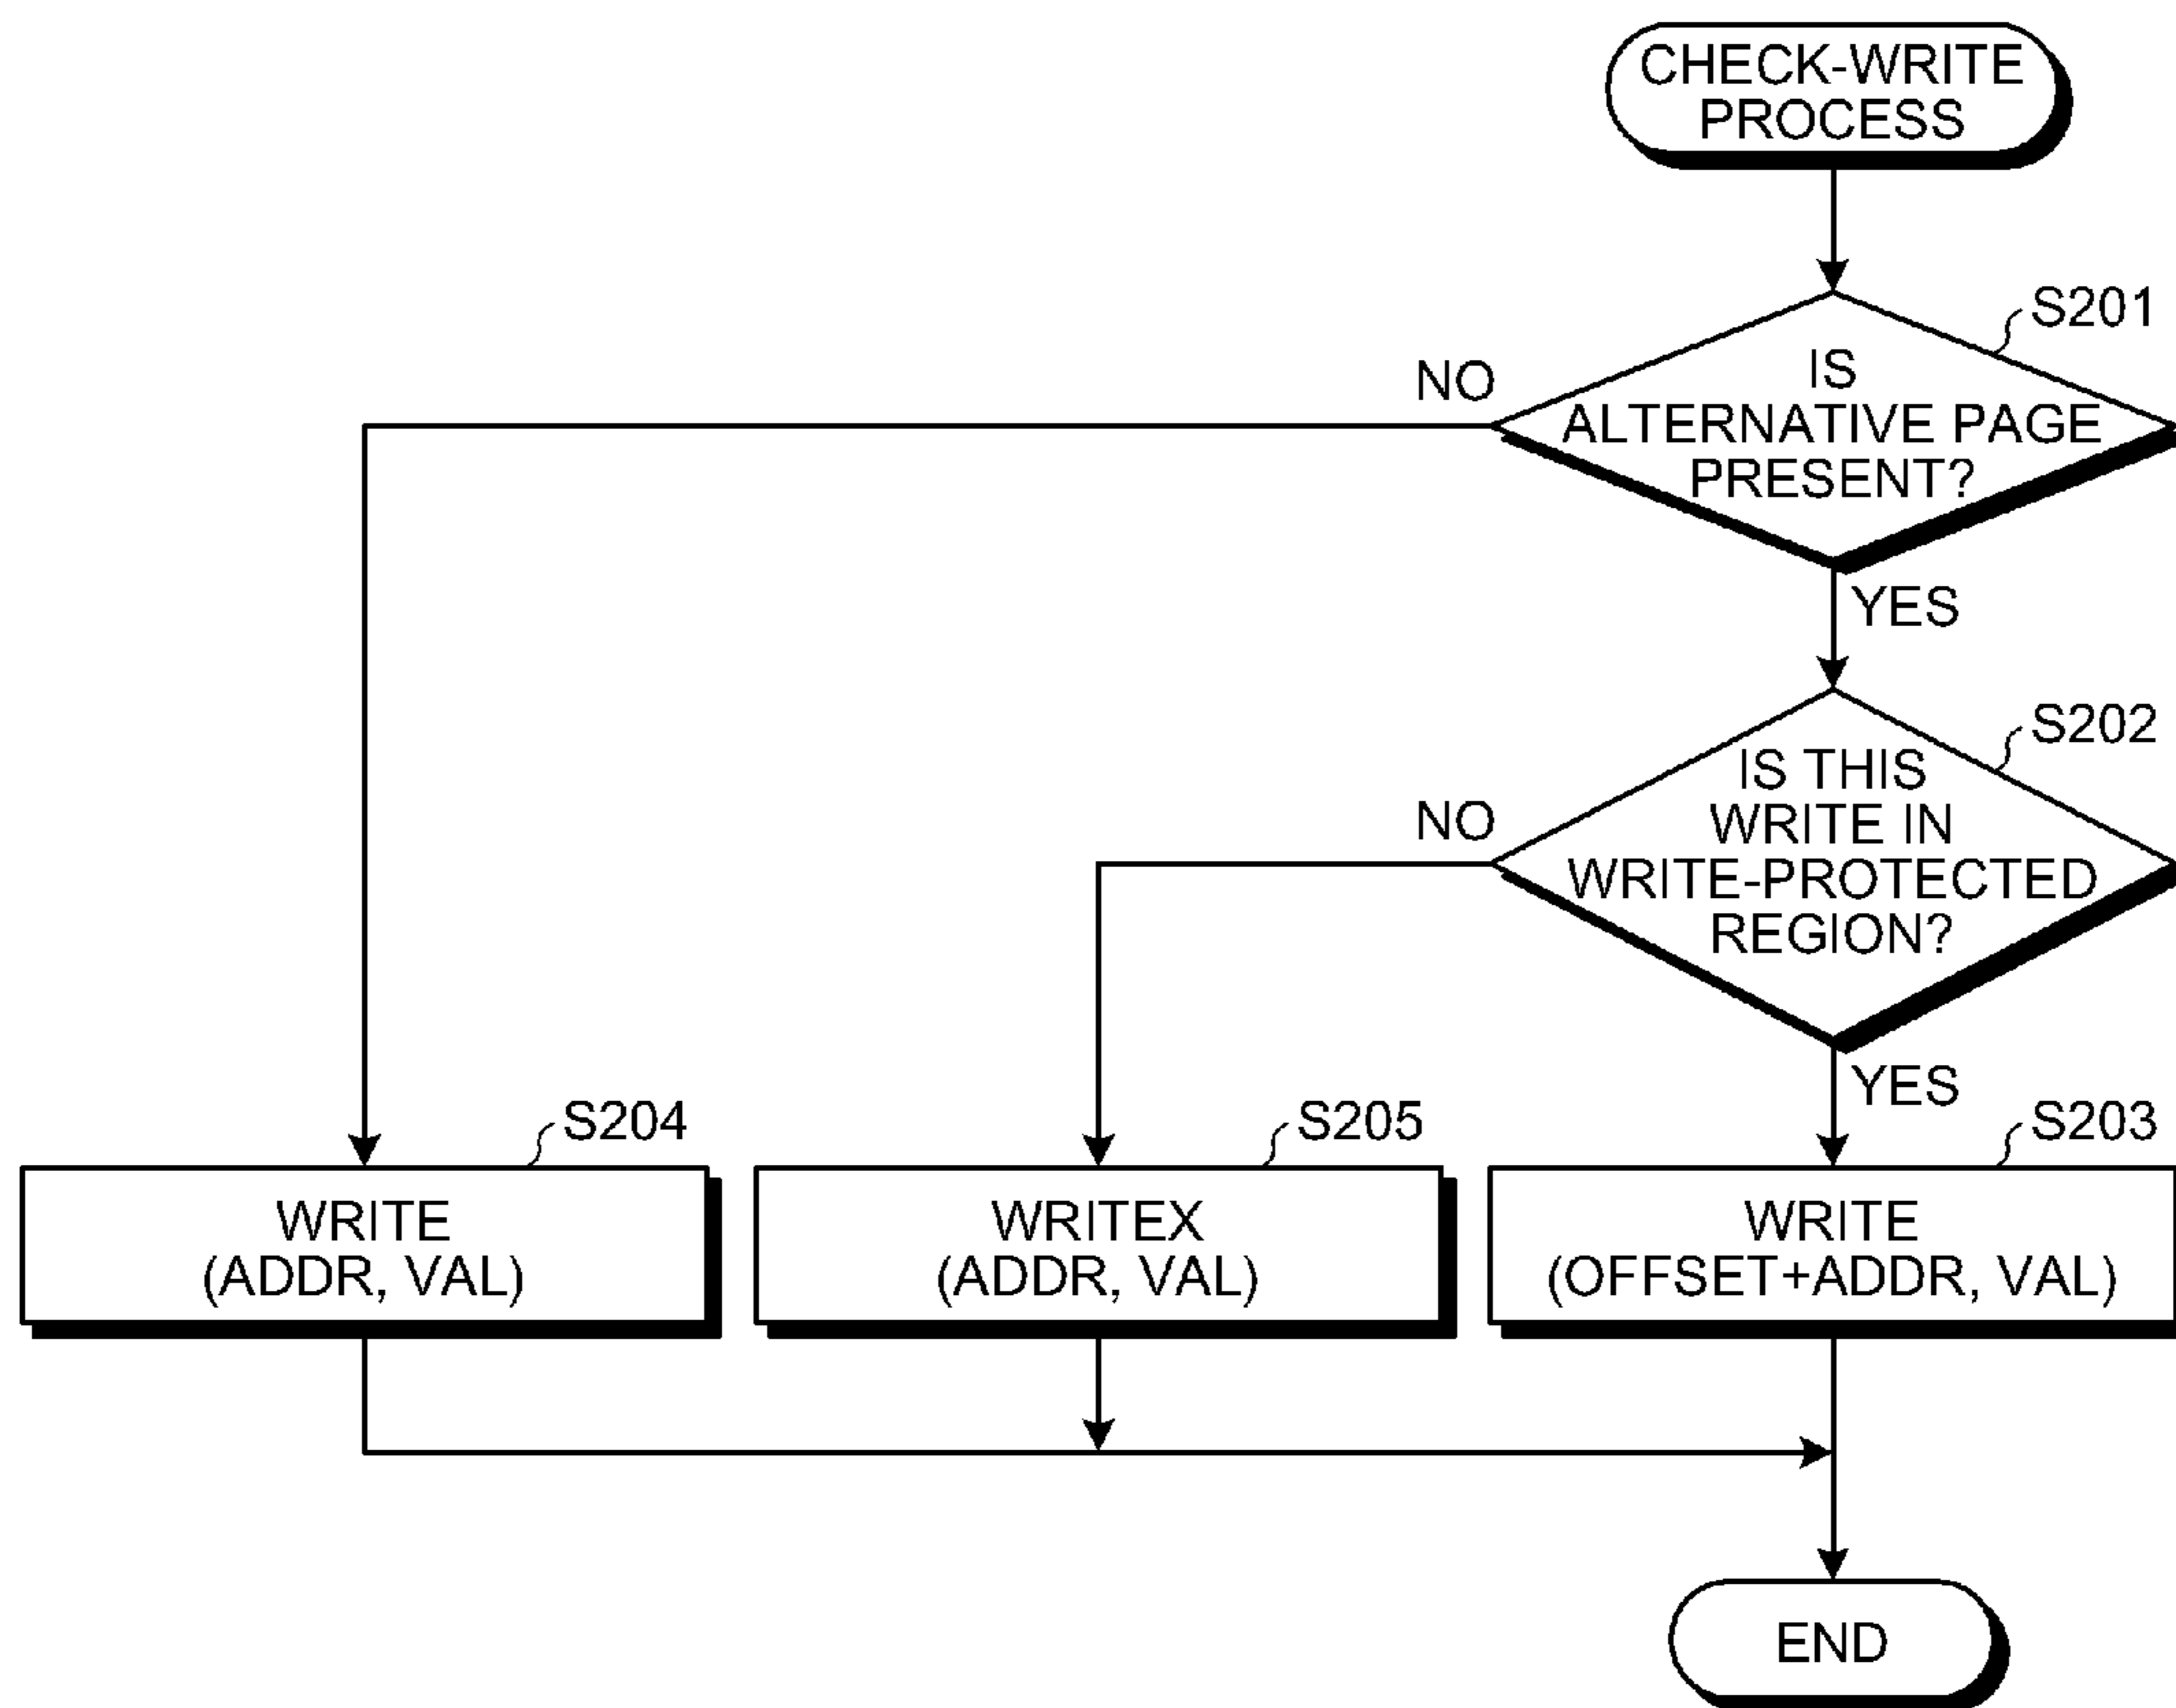 CHECK-WRITE
PROCESS
S201
IS
ALTERNATIVE PAGE
PRESENT?
NO
YES
S202
IS THIS
WRITE IN
WRITE-PROTECTED
REGION?
NO
YES
S204
WRITE
(ADDR, VAL)
S205
WRITEX
(ADDR, VAL)
S203
WRITE
(OFFSET+ADDR, VAL)
END